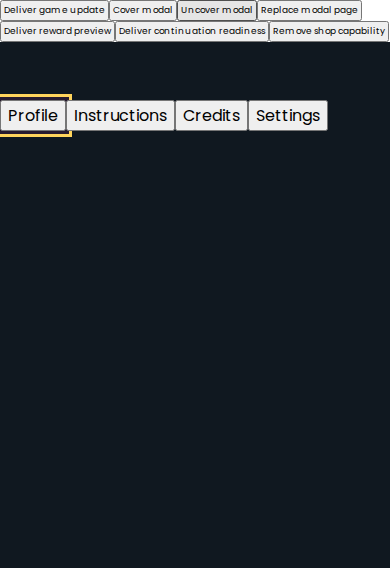 Deliver game update Cover modal Uncover modal Replace modal page
Deliver reward preview Deliver continuation readiness Remove shop capability
Profile Instructions Credits Settings